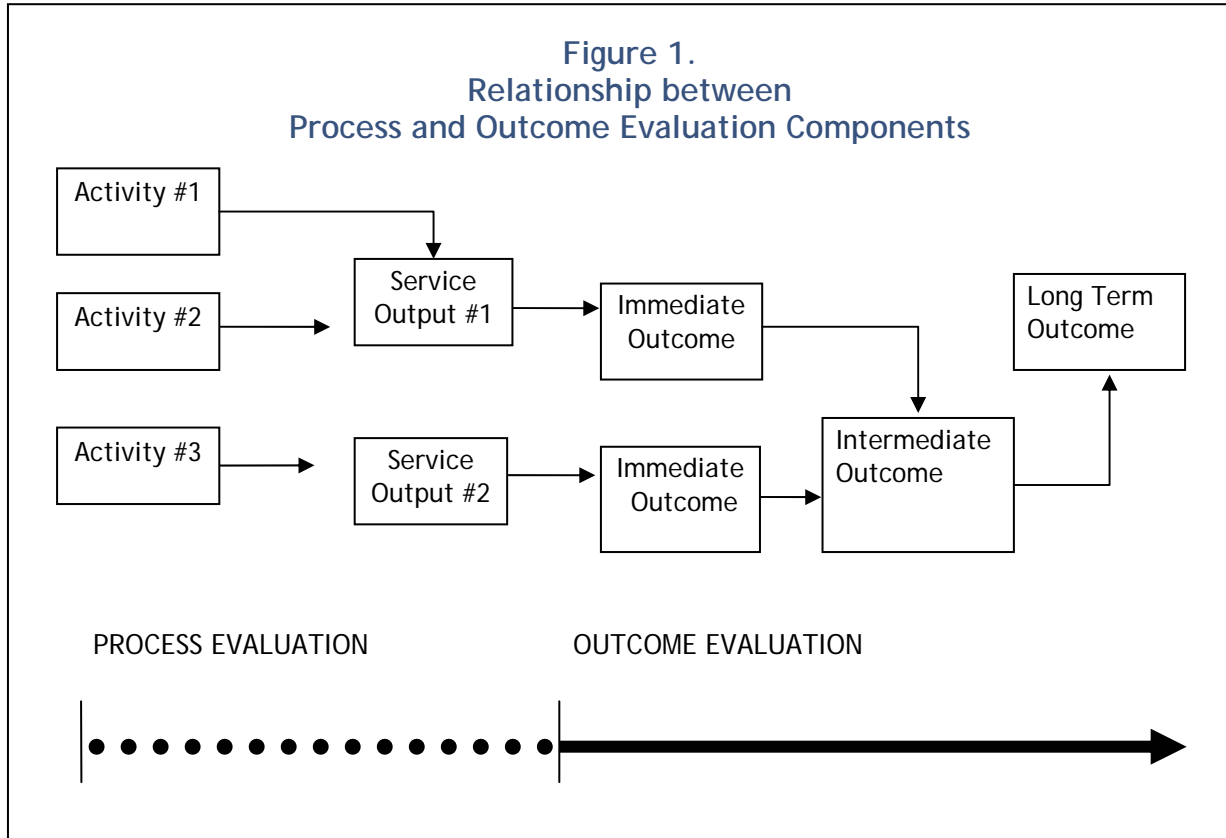 Figure 1.
Relationship between
Process and Outcome Evaluation Components
Activity #1
Activity #2
Activity #3
Service
Output #1
Service
Output #2
Immediate
Outcome
Immediate
Outcome
Intermediate
Outcome
Long Term
Outcome
PROCESS EVALUATION
OUTCOME EVALUATION